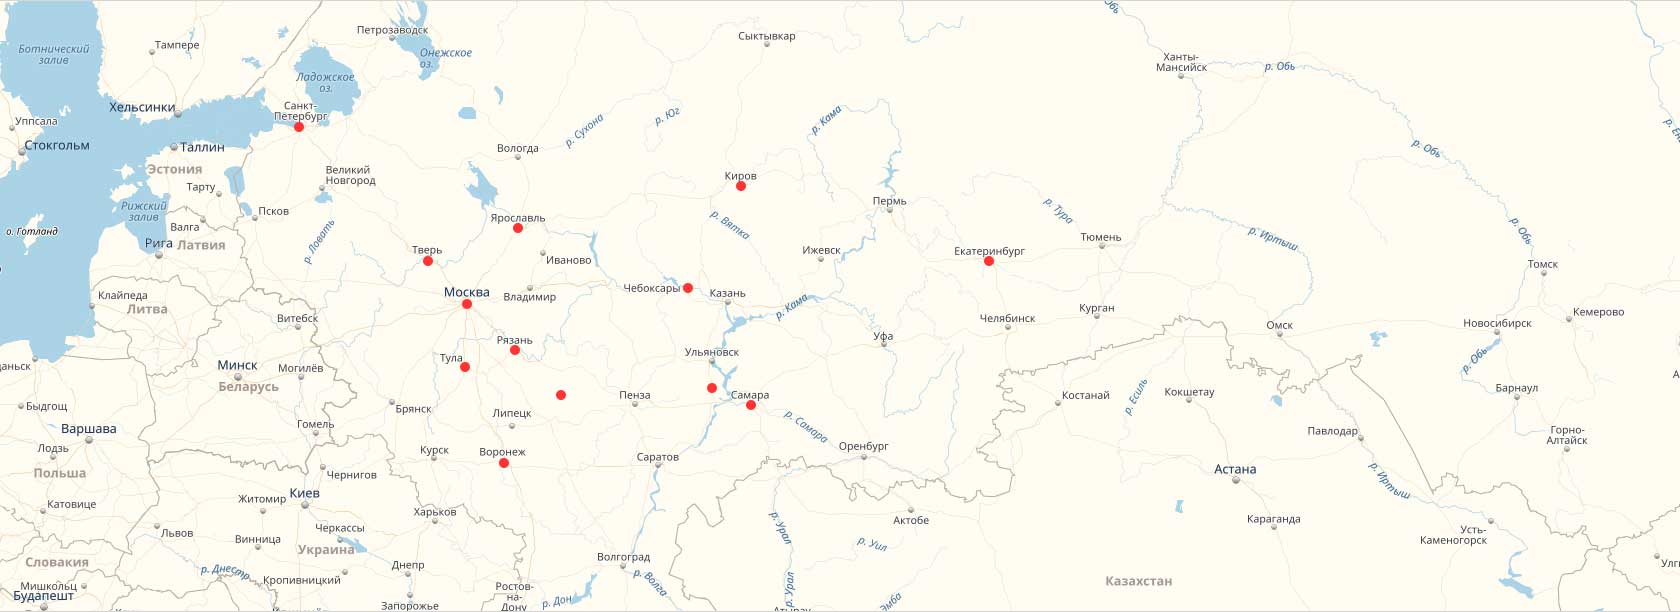 Ботнический
залив
Тампере
Петрозаводск
Онежское
оз.
Сыктывкар
Обь
Ханты-
Мансийск
р. Обь
Ладожское
оз.
Хельсинки
Санкт-
Петербург
Уппсала
Стокгольм
Таллин
Эстония
Тарту
Великий
Новгород
Вологда
р. Сухона
р. Юг
р. Кама
р. Обь
Киров
Рижский
залив
о. Готланд
Валга
Псков
Рига
Латвия
р. Ловать
Ярославль
р. Вятка
Пермь
р. Тура
р. Иртыш
р. Обь
Тверь
Иваново
Ижевск
Екатеринбург
Тюмень
Томск
Клайпеда
Литва
Москва
Владимир
Чебоксары
Казань
р. Кама
Витебск
Челябинск
Курган
Омск
Новосибирск
Кемерово
Рязань
Тула
Ульяновск
Уфа
р. Обь
Минск
Беларусь
Могилёв
Быдгощ
Брянск
Липецк
Пенза
Самара
р. Самара
Костанай
р. Есиль
Кокшетау
Барнаул
Варшава
Гомель
Павлодар
Горно-
Алтайск
Лодзь
Польша
Курск
Воронеж
Саратов
Оренбург
Чернигов
Астана
р. Иртыш
Катовице
Житомир
Киев
Харьков
р. Урал
Актобе
Караганда
Усть-
Каменогорск
Львов
Винница
Черкассы
Украина
р. Уил
Словакия
р. Днестр
Кропивницкий
Днепр
Волгоград
р. Волга
р. Урал
Казахстан
Мишкольц
Будапешт
Запорожье
Ростов-
на-
Дону
р. Дон
Атырау
Эмба